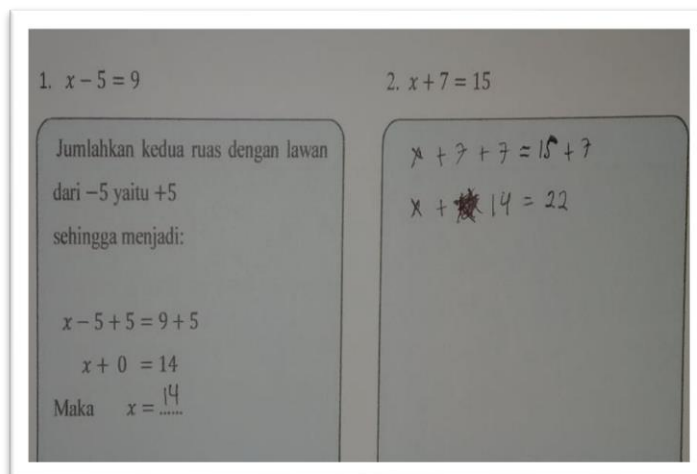 1. x – 5 = 9
Jumlahkan kedua ruas dengan lawan
dari –5 yaitu +5
sehingga menjadi:
x – 5 + 5 = 9 + 5
x + 0 = 14
Maka x = 14
2. x + 7 = 15
x + 7 + 7 = 15 + 7
x + 14 = 22